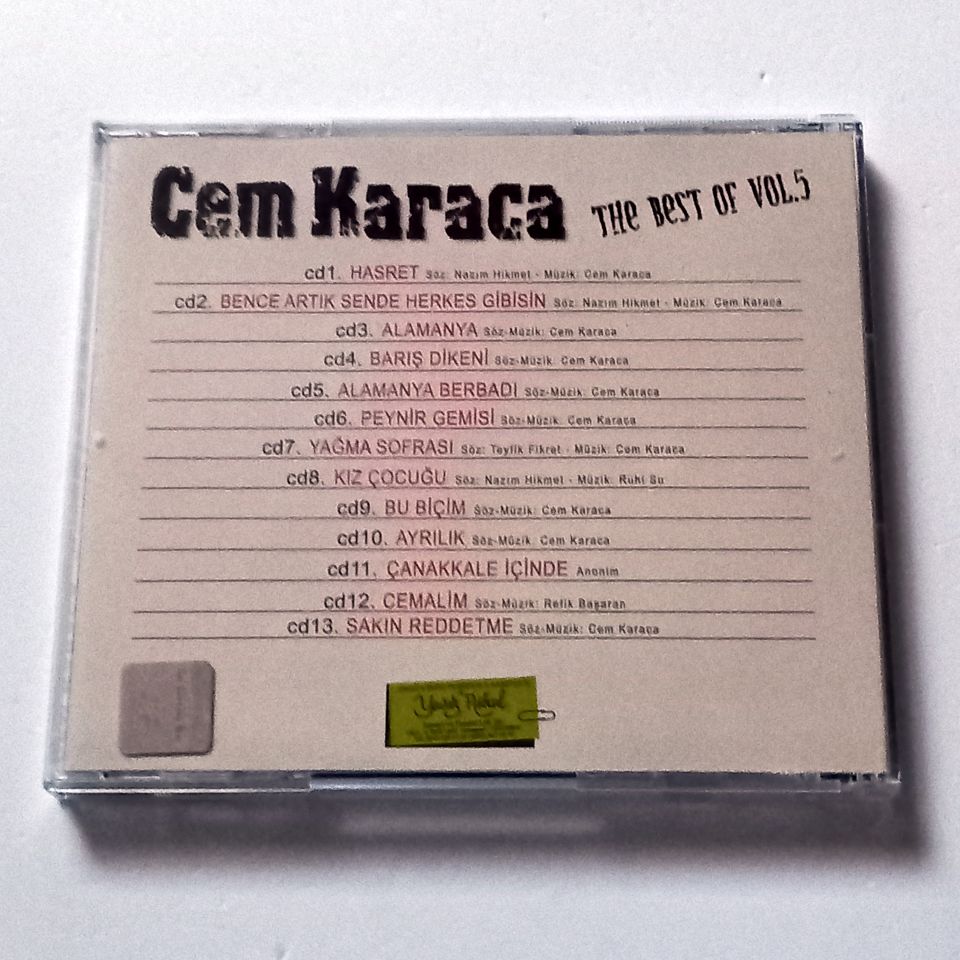 Cem Karaca THE BEST OF VOL.5
cd1. HASRET Söz: Nazım Hikmet - Müzik: Cem Karaca
cd2. BENCE ARTIK SENDE HERKES GİBİSİN Söz: Nazım Hikmet - Müzik: Cem Karaca
cd3. ALAMANYA Söz-Müzik: Cem Karaca
cd4. BARIŞ DİKENİ Söz-Müzik: Cem Karaca
cd5. ALAMANYA BERBADI Söz-Müzik: Cem Karaca
cd6. PEYNİR GEMİSİ Söz-Müzik: Cem Karaca
cd7. YAĞMA SOFRASI Söz: Teyfik Fikret - Müzik: Cem Karaca
cd8. KIZ ÇOCUĞU Söz: Nazım Hikmet - Müzik: Ruhi Su
cd9. BU BİÇİM Söz-Müzik: Cem Karaca
cd10. AYRILIK Söz-Müzik: Cem Karaca
cd11. ÇANAKKALE İÇİNDE Anonim
cd12. CEMALİM Söz-Müzik: Refik Başaran
cd13. SAKIN REDDETME Söz-Müzik: Cem Karaca